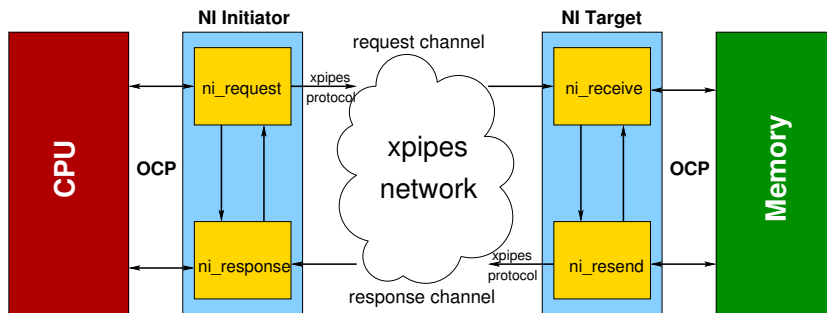 NI Initiator
NI Target
request channel
CPU
OCP
ni_request
xpipes
protocol
ni_receive
xpipes
network
OCP
Memory
ni_response
xpipes
protocol
ni_resend
response channel